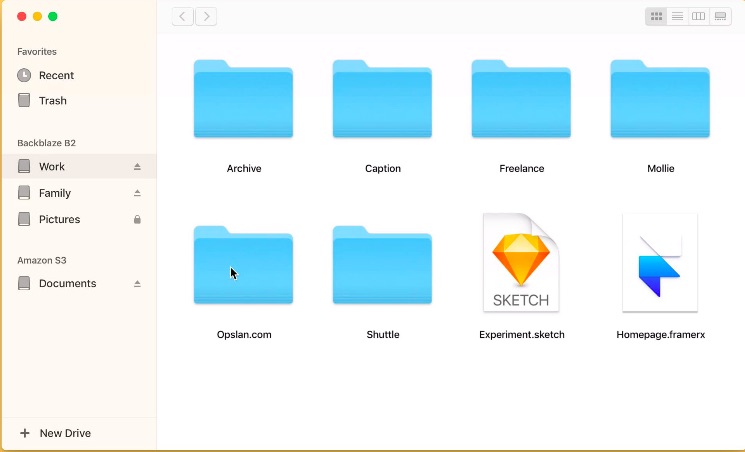 Favorites
Recent
Trash
Backblaze B2
Work
Family
Pictures
Amazon S3
Documents
New Drive
Archive
Caption
Freelance
Mollie
SKETCH
Opslan.com
Shuttle
Experiment.sketch
Homepage.framerx